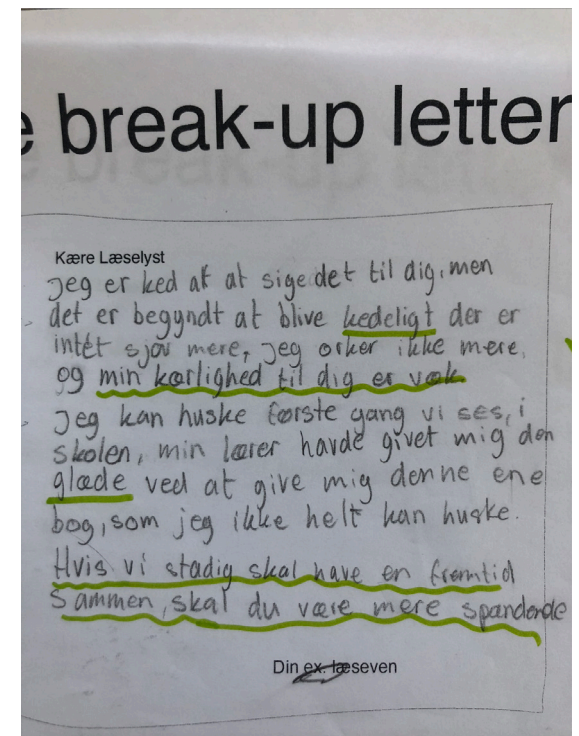 e break-up letter
Kære Læselyst
Jeg er ked af at sige det til dig, men
det er begyndt at blive kedeligt der er
intet sjov mere, jeg orker ikke mere,
og min kærlighed til dig er væk
Jeg kan huske første gang vi ses, i
skolen, min lærer havde givet mig den
glæde ved at give mig denne ene
bog, som jeg ikke helt kan huske.
Hvis vi stadig skal have en fremtid
sammen, skal du være mere spændende
Din ex. læseven